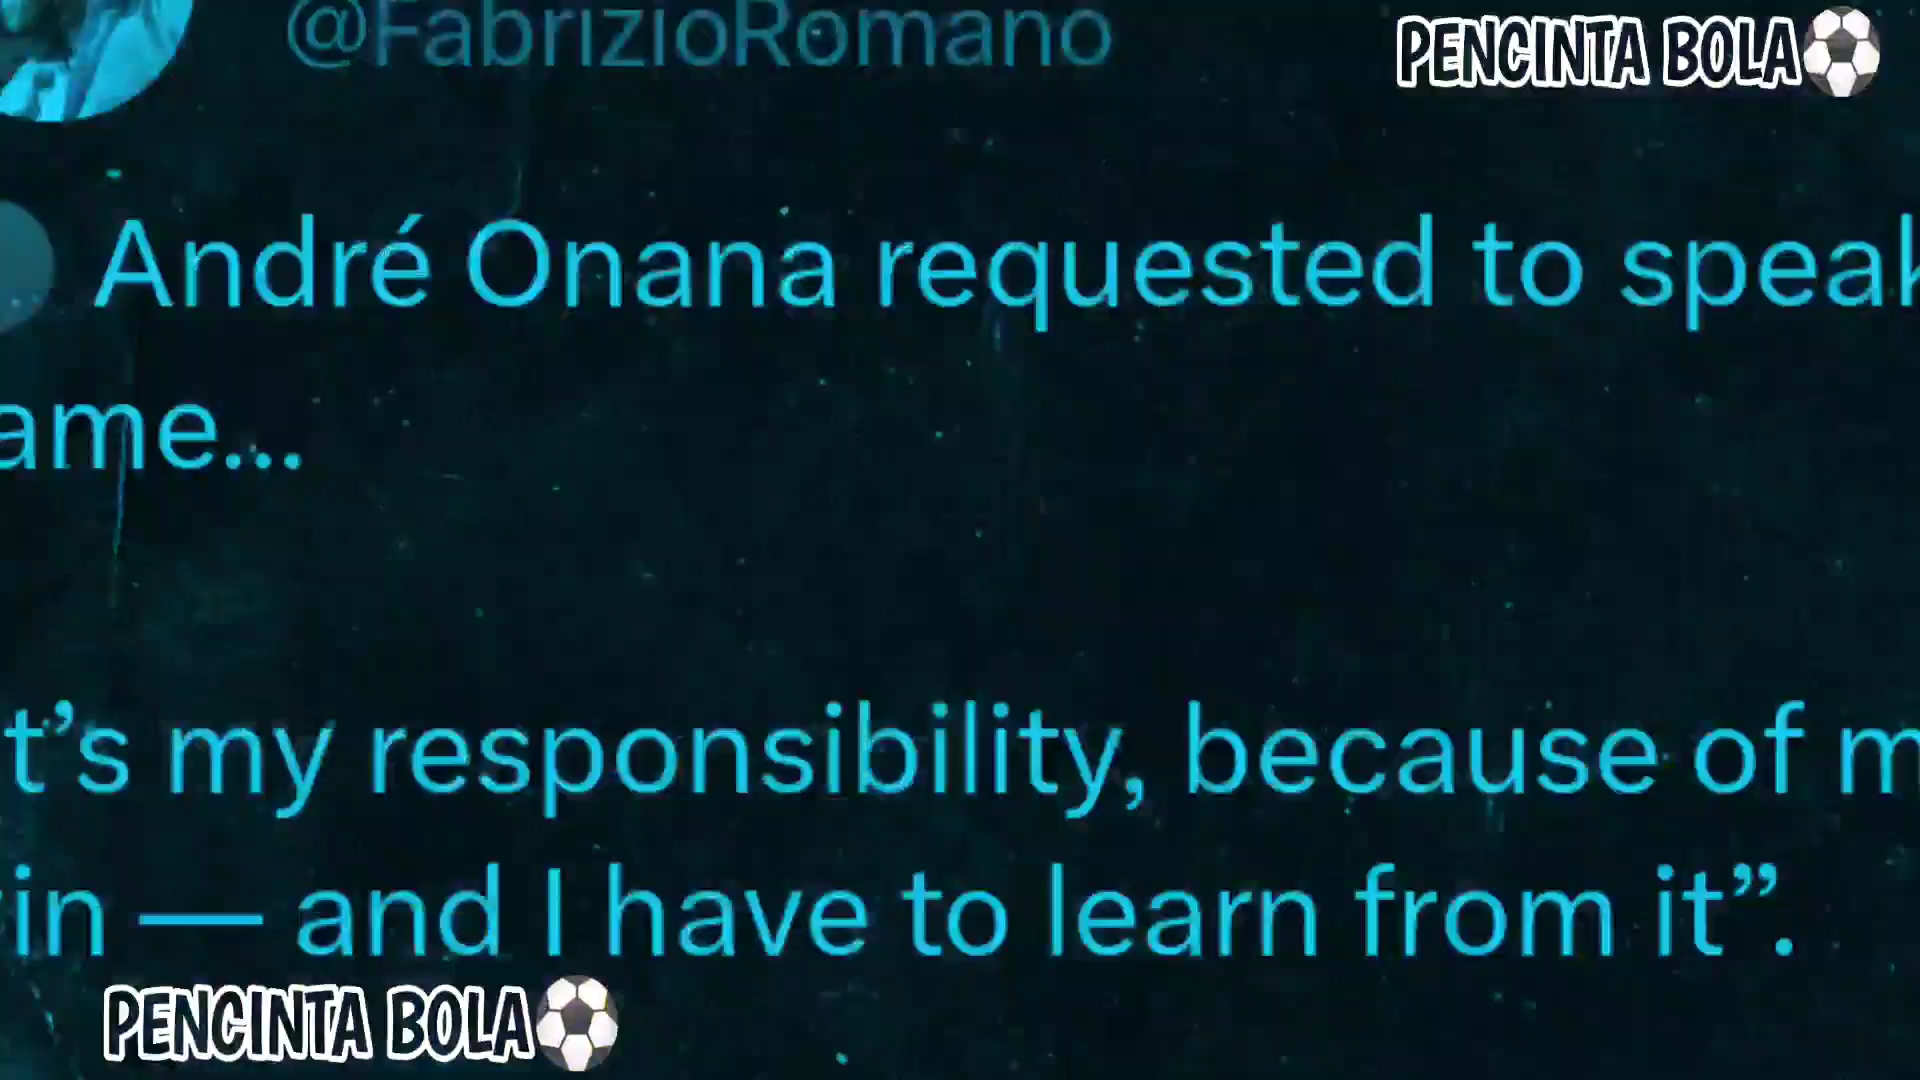 @FabrizioRomano
PENCINTA BOLA
André Onana requested to speak
ame...
t’s my responsibility, because of m
in — and I have to learn from it”.
PENCINTA BOLA